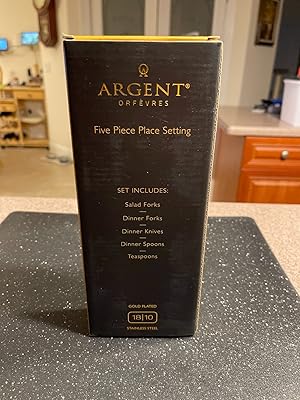 ARGENT®
ORFÈVRES
Five Piece Place Setting
SET INCLUDES:
Salad Forks
Dinner Forks
Dinner Knives
Dinner Spoons
Teaspoons
GOLD PLATED
18|10
STAINLESS STEEL